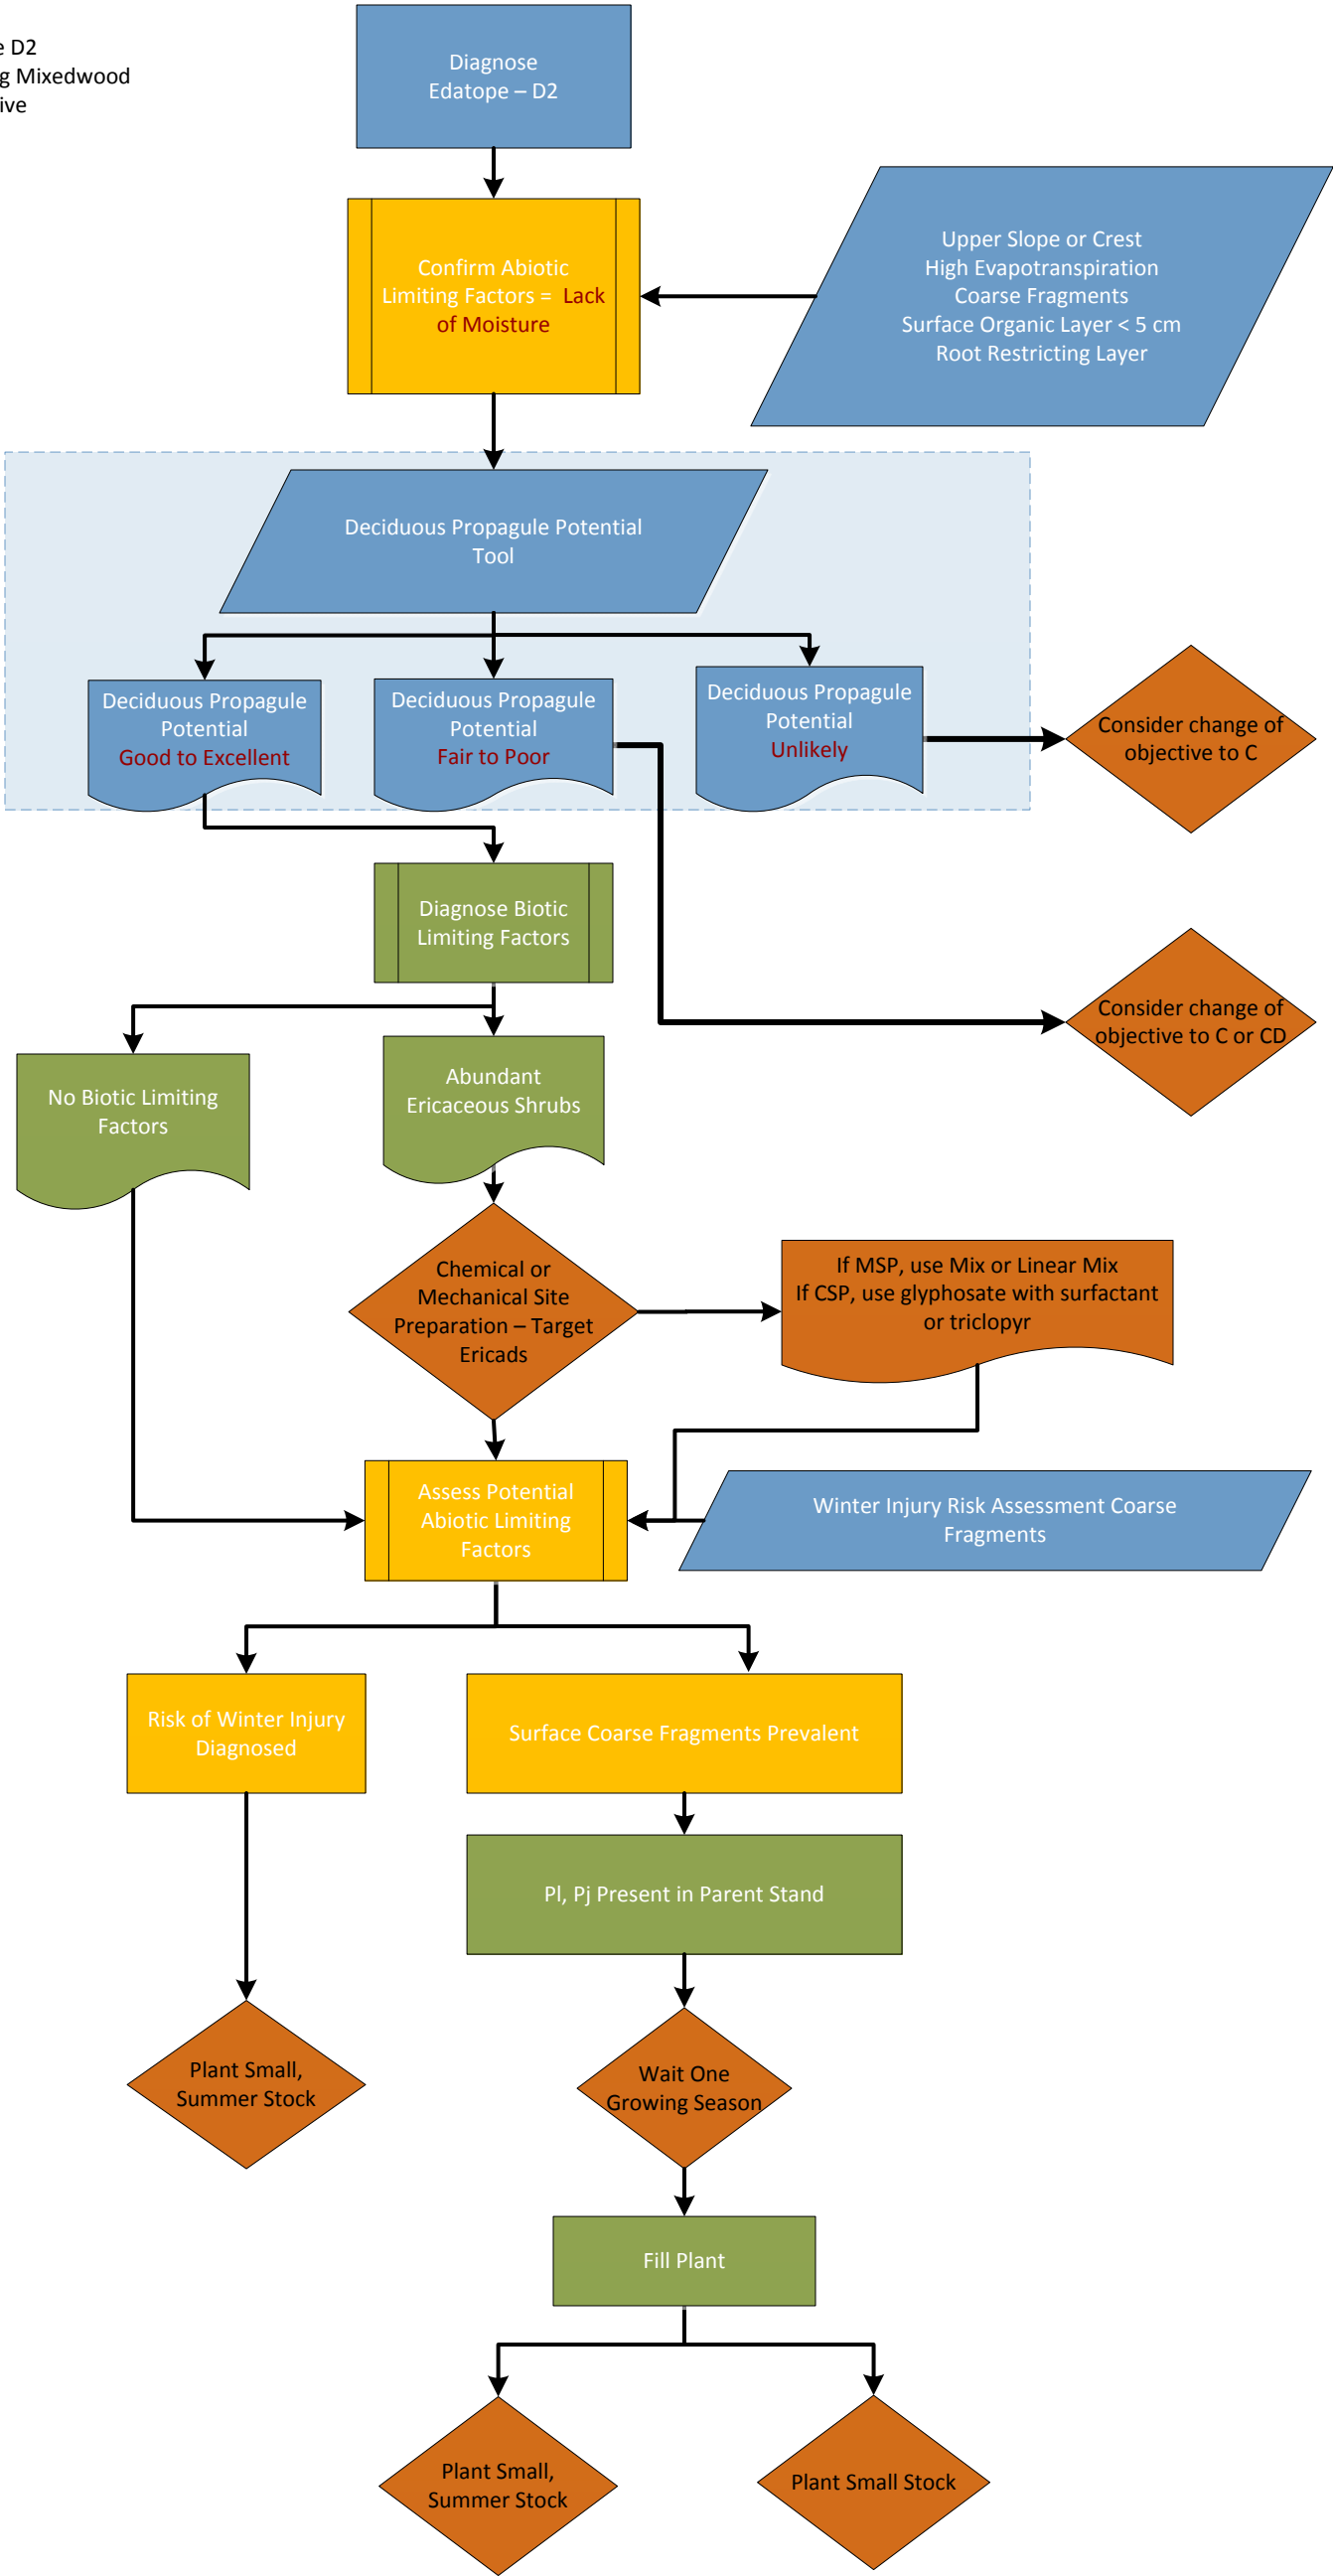 D2
Mixedwood
Diagnose
Edatope – D2
Confirm Abiotic
Limiting Factors = Lack
of Moisture
Upper Slope or Crest
High Evapotranspiration
Coarse Fragments
Surface Organic Layer < 5 cm
Root Restricting Layer
Deciduous Propagule Potential
Tool
Deciduous Propagule
Potential
Good to Excellent
Deciduous Propagule
Potential
Fair to Poor
Deciduous Propagule
Potential
Unlikely
Consider change of
objective to C
Diagnose Biotic
Limiting Factors
Consider change of
objective to C or CD
No Biotic Limiting
Factors
Abundant
Ericaceous Shrubs
Chemical or
Mechanical Site
Preparation – Target
Ericads
If MSP, use Mix or Linear Mix
If CSP, use glyphosate with surfactant
or triclopyr
Assess Potential
Abiotic Limiting
Factors
Winter Injury Risk Assessment Coarse
Fragments
Risk of Winter Injury
Diagnosed
Surface Coarse Fragments Prevalent
Pl, Pj Present in Parent Stand
Plant Small,
Summer Stock
Wait One
Growing Season
Fill Plant
Plant Small,
Summer Stock
Plant Small Stock